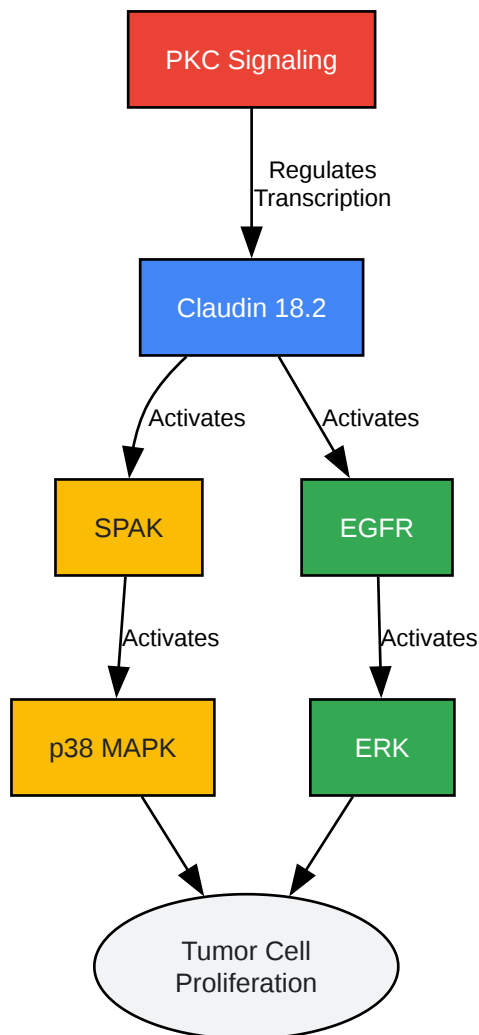 PKC Signaling
Regulates
Transcription
Claudin 18.2
Activates
Activates
SPAK
EGFR
Activates
Activates
p38 MAPK
ERK
Tumor Cell
Proliferation